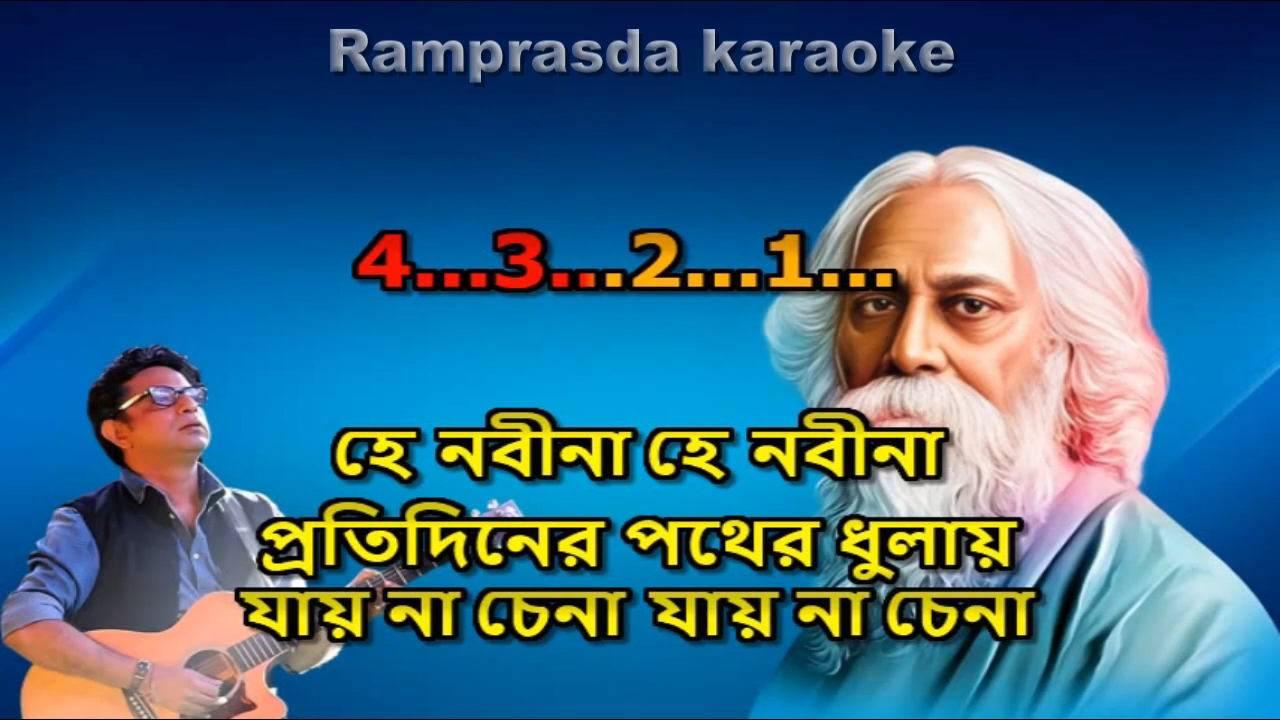 Ramprasda karaoke
4...3...2...1...
হে নবীনা হে নবীনা
প্রতিদিনের পথের ধুলায়
যায় না চেনা যায় না চেনা